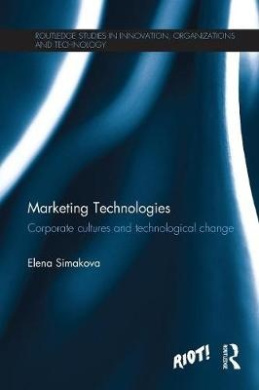 ROUTLEDGE STUDIES IN INNOVATION, ORGANIZATIONS
AND TECHNOLOGY
Marketing Technologies
Corporate cultures and technological change
Elena Simakova
RIOT!
ROUTLEDGE